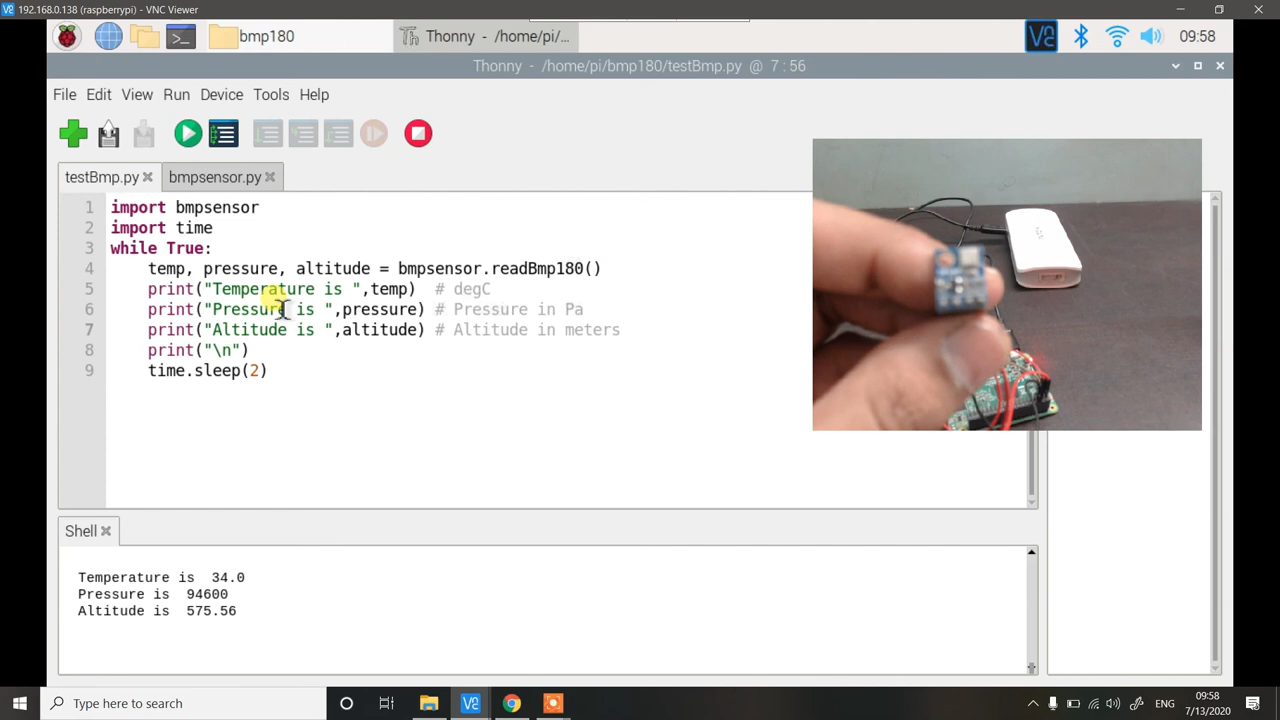 192.168.0.138 (raspberrypi) - VNC Viewer
bmp180
Thonny - /home/pi/...
09:58
Thonny - /home/pi/bmp180/testBmp.py @ 7 : 56
File Edit View Run Device Tools Help
testBmp.py
bmpsensor.py
1 import bmpsensor
2 import time
3 while True:
4 temp, pressure, altitude = bmpsensor.readBmp180()
5 print("Temperature is ",temp) # degC
6 print("Pressure is ",pressure) # Pressure in Pa
7 print("Altitude is ",altitude) # Altitude in meters
8 print("\n")
9 time.sleep(2)
Shell
Temperature is 34.0
Pressure is 94600
Altitude is 575.56
Type here to search
ENG
09:58
7/13/2020